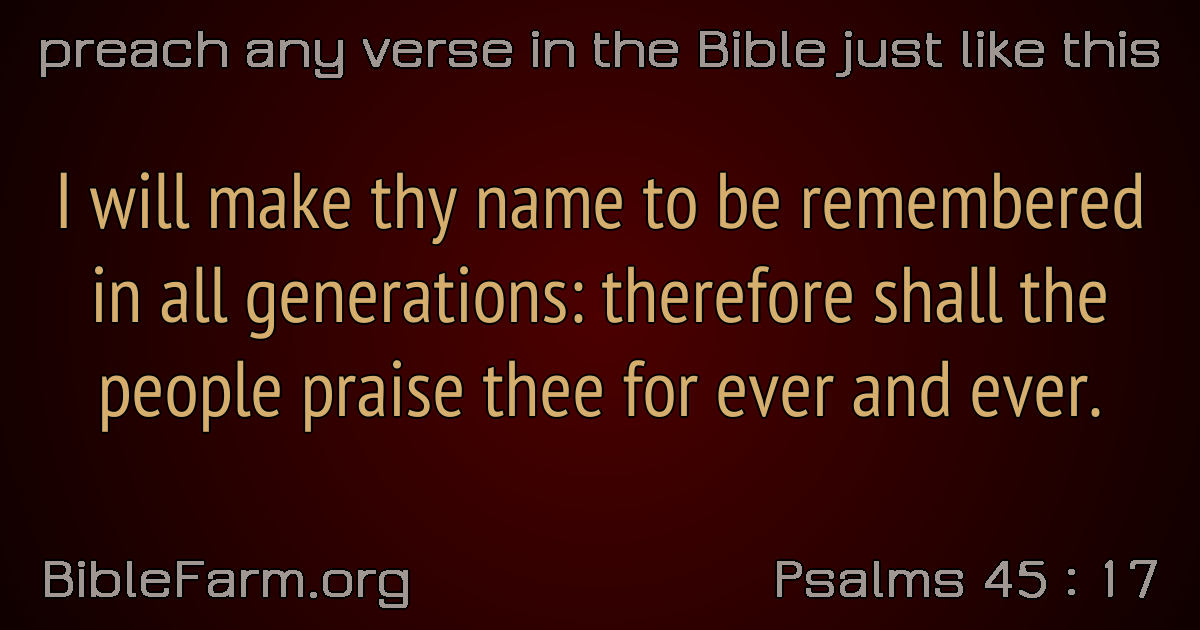 preach any verse in the Bible just like this
I will make thy name to be remembered
in all generations: therefore shall the
people praise thee for ever and ever.
BibleFarm.org
Psalms 45 : 17